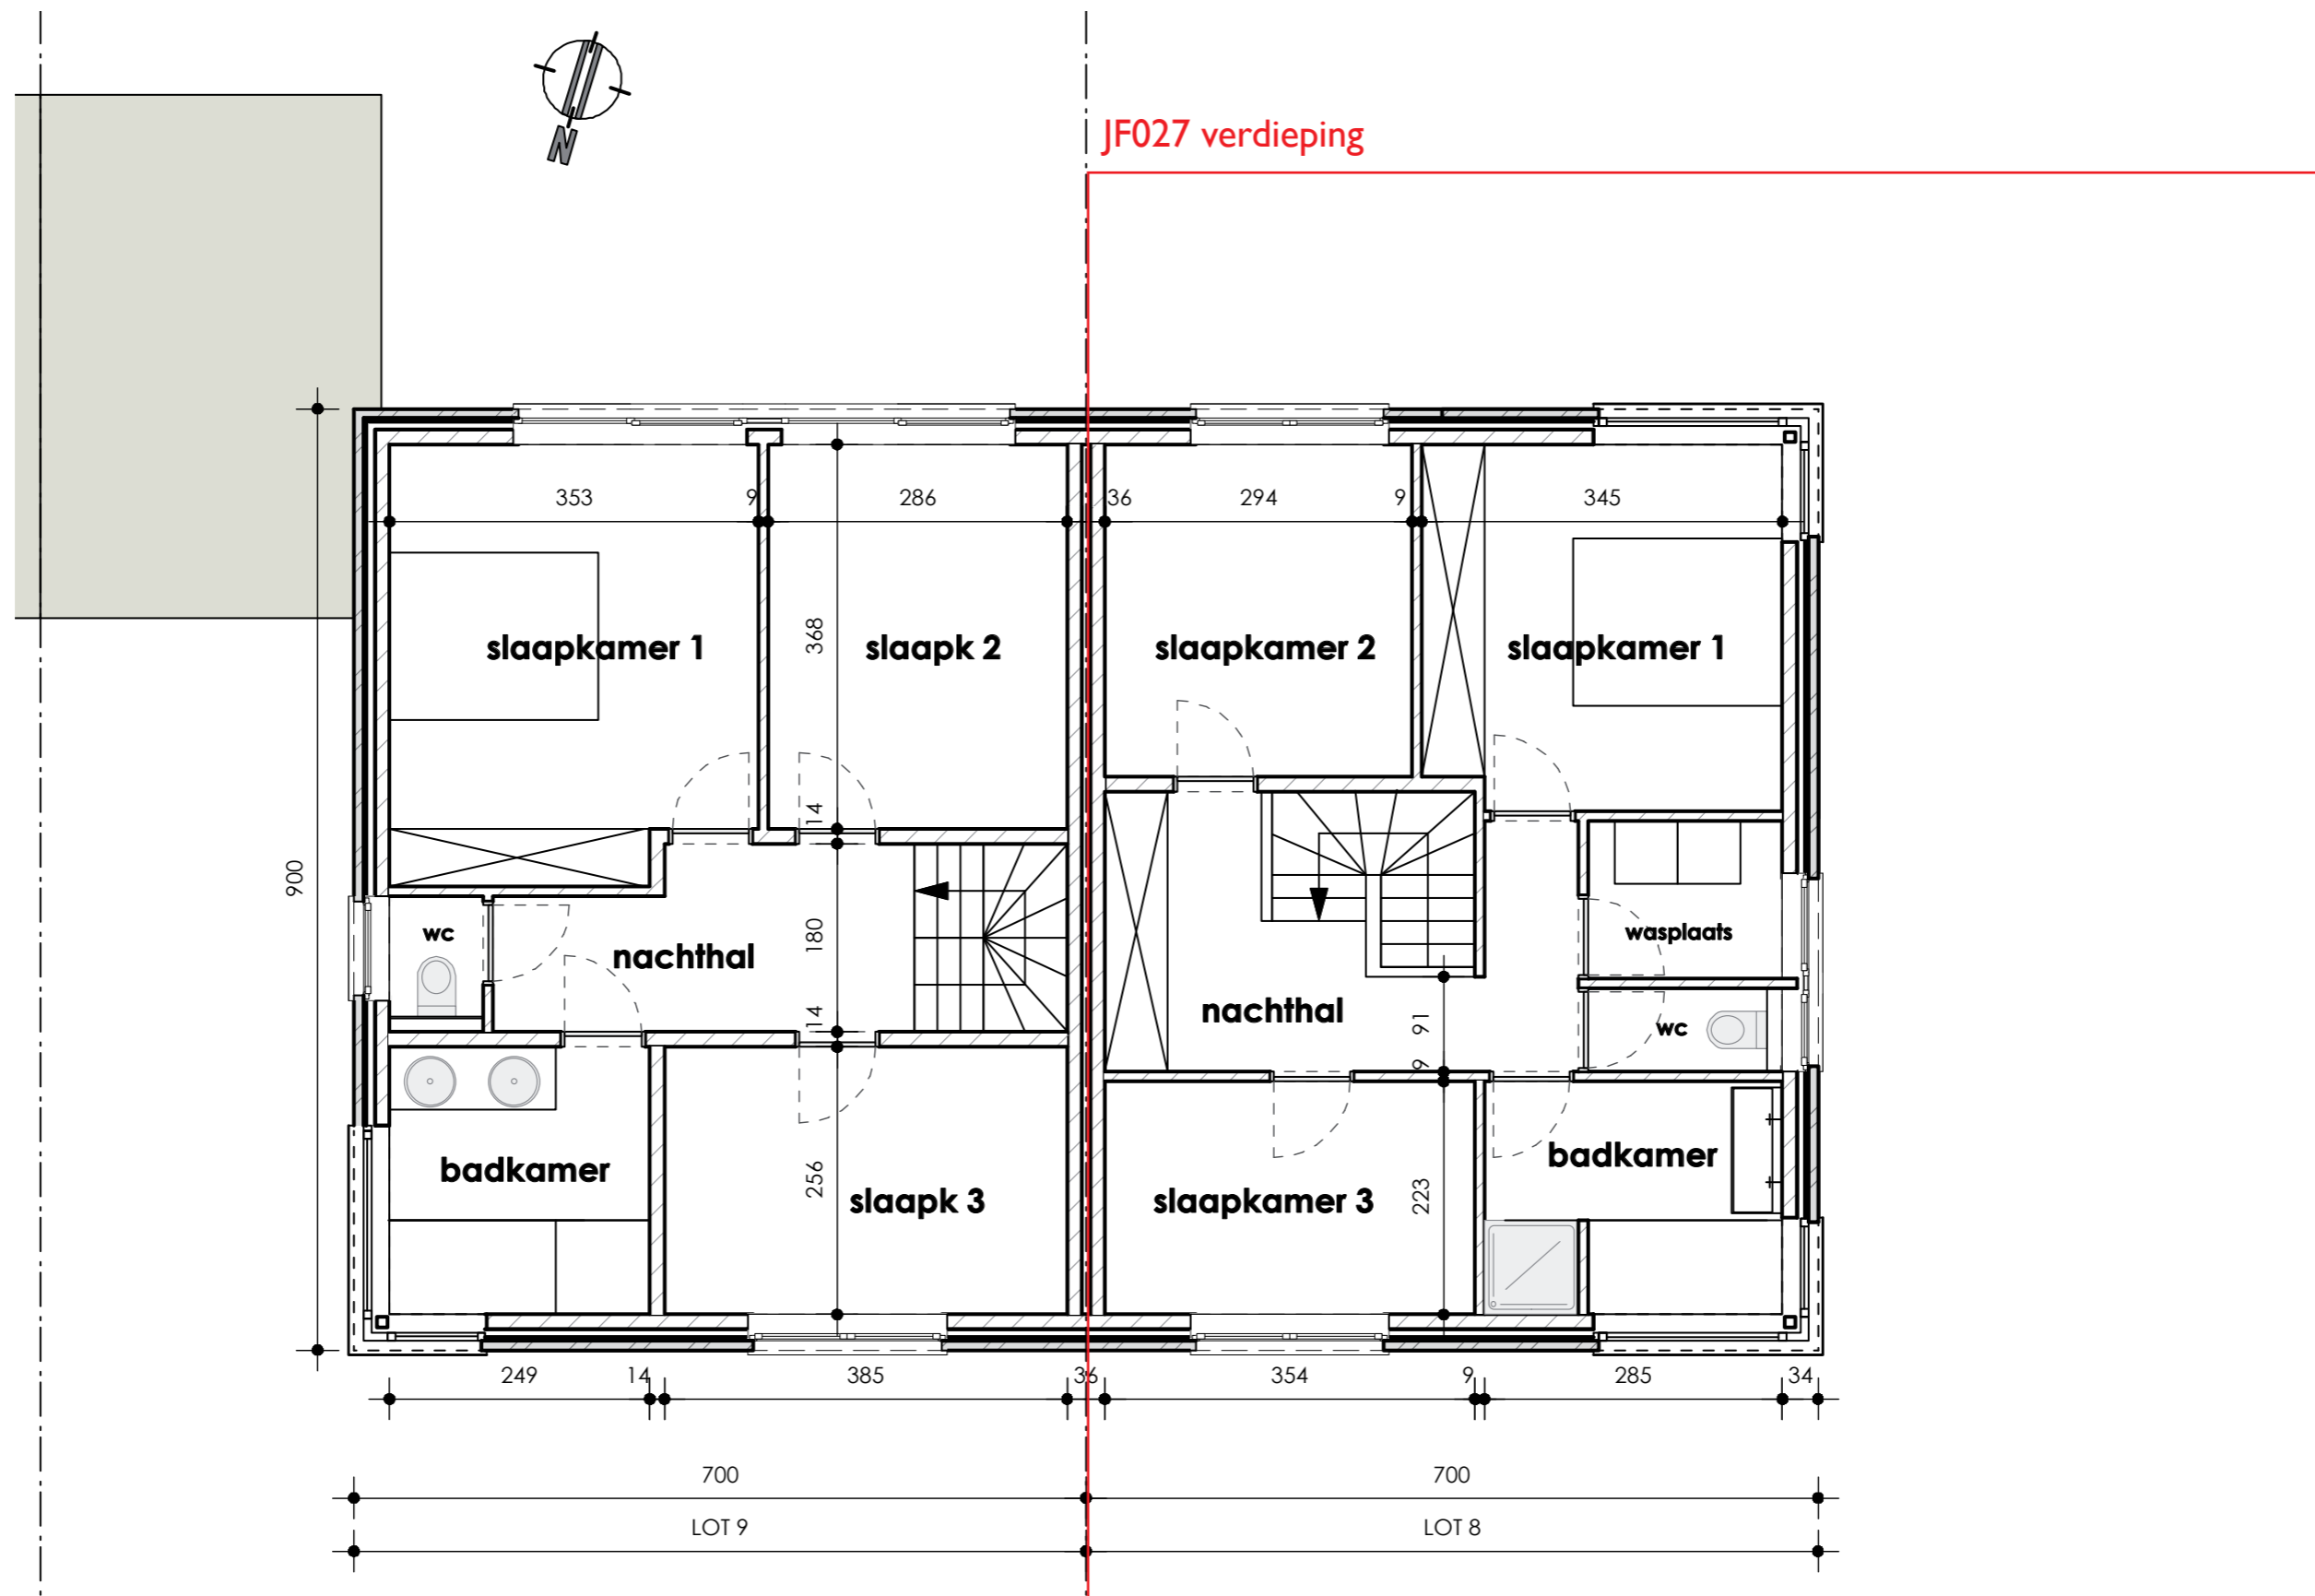 N
JF027 verdieping
353 9 286 36 294 9 345
368
slaapkamer 1 slaapk 2 slaapkamer 2 slaapkamer 1
14
900
wc
180
nachthal
wasplaats
nachthal
14
91
wc
9
badkamer
256
slaapk 3
slaapkamer 3
223
badkamer
249 14 385 36 354 9 285 34
700 700
LOT 9 LOT 8